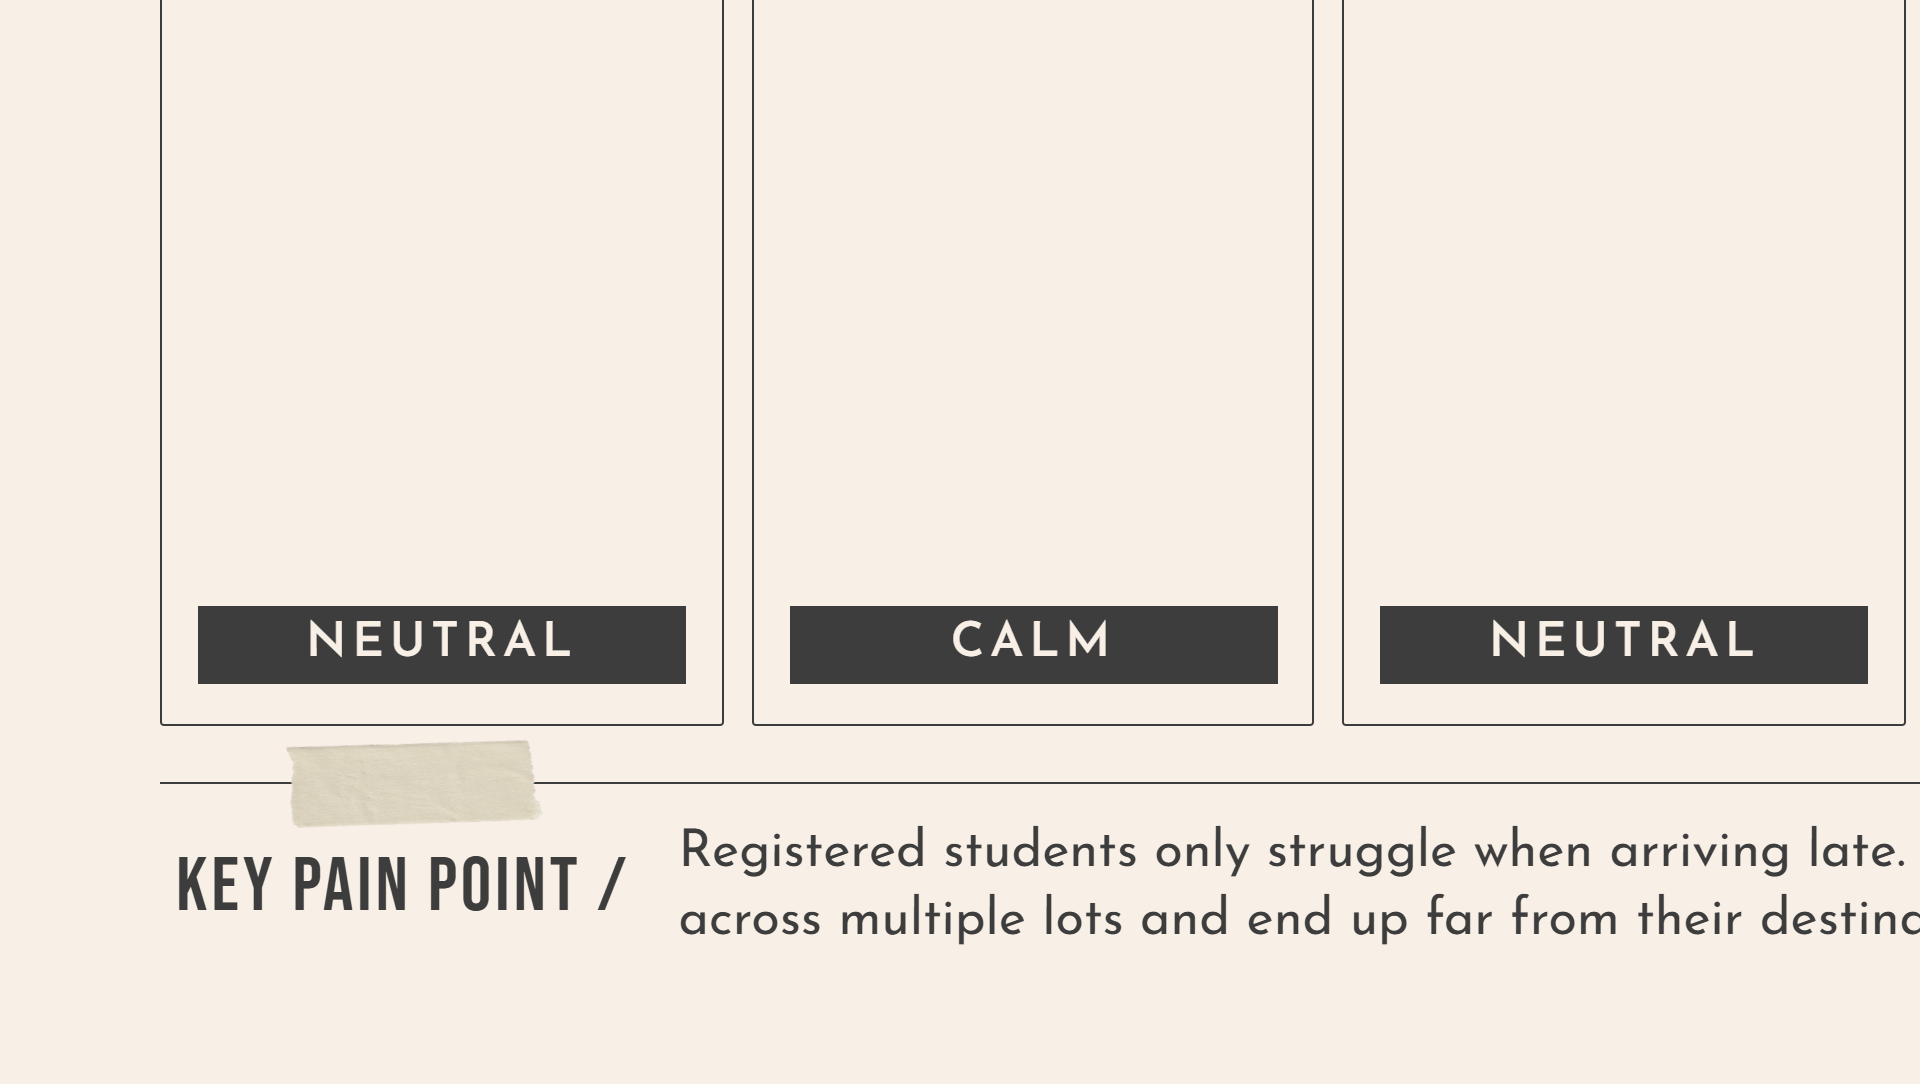 NEUTRAL
CALM
NEUTRAL
KEY PAIN POINT /
Registered students only struggle when arriving late.
across multiple lots and end up far from their